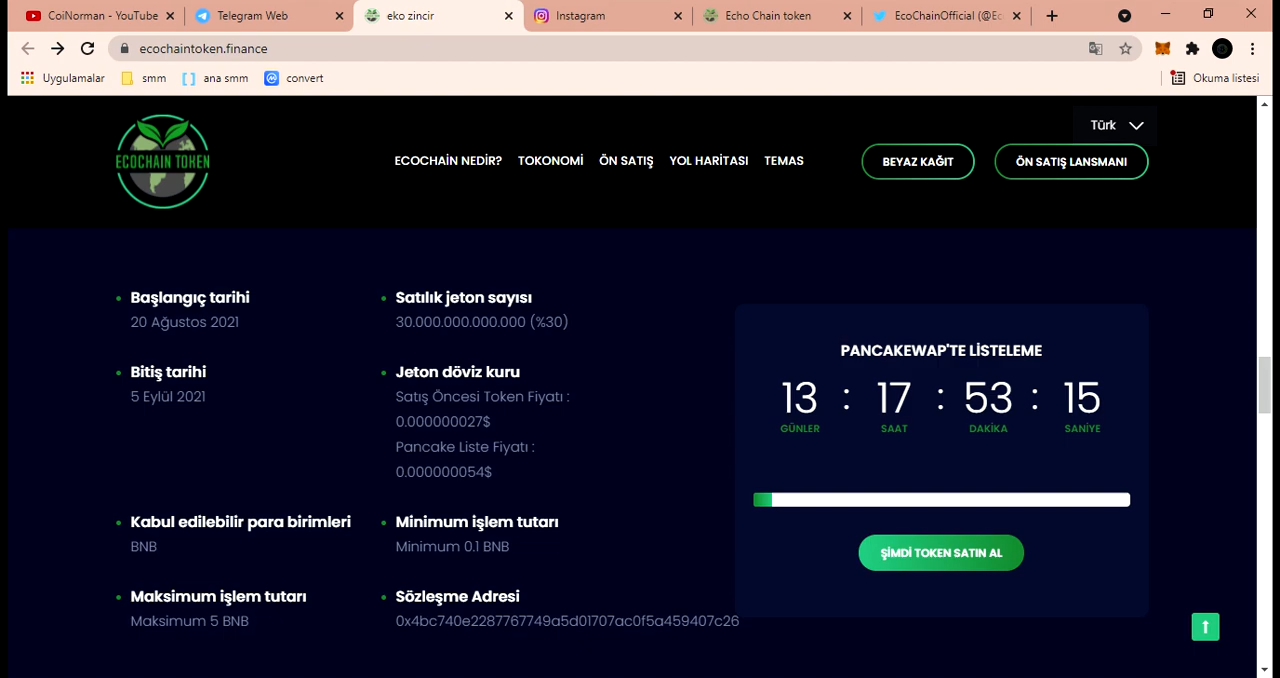 CoiNorman - YouTube
Telegram Web
eko zincir
Instagram
Echo Chain token
EcoChainOfficial (@Ec
ecochaintoken.finance
Uygulamalar
smm
ana smm
convert
Okuma listesi
Türk
ECOCHAIN TOKEN
ECOCHAİN NEDİR?
TOKONOMİ
ÖN SATIŞ
YOL HARİTASI
TEMAS
BEYAZ KAĞIT
ÖN SATIŞ LANSMANI
Başlangıç tarihi
20 Ağustos 2021
Satılık jeton sayısı
30.000.000.000.000 (%30)
Bitiş tarihi
5 Eylül 2021
Jeton döviz kuru
Satış Öncesi Token Fiyatı :
0.000000027$
Pancake Liste Fiyatı :
0.000000054$
Kabul edilebilir para birimleri
BNB
Minimum işlem tutarı
Minimum 0.1 BNB
Maksimum işlem tutarı
Maksimum 5 BNB
Sözleşme Adresi
0x4bc740e2287767749a5d01707ac0f5a459407c26
PANCAKEWAP'TE LİSTELEME
13 : 17 : 53 : 15
GÜNLER SAAT DAKİKA SANİYE
ŞİMDİ TOKEN SATIN AL